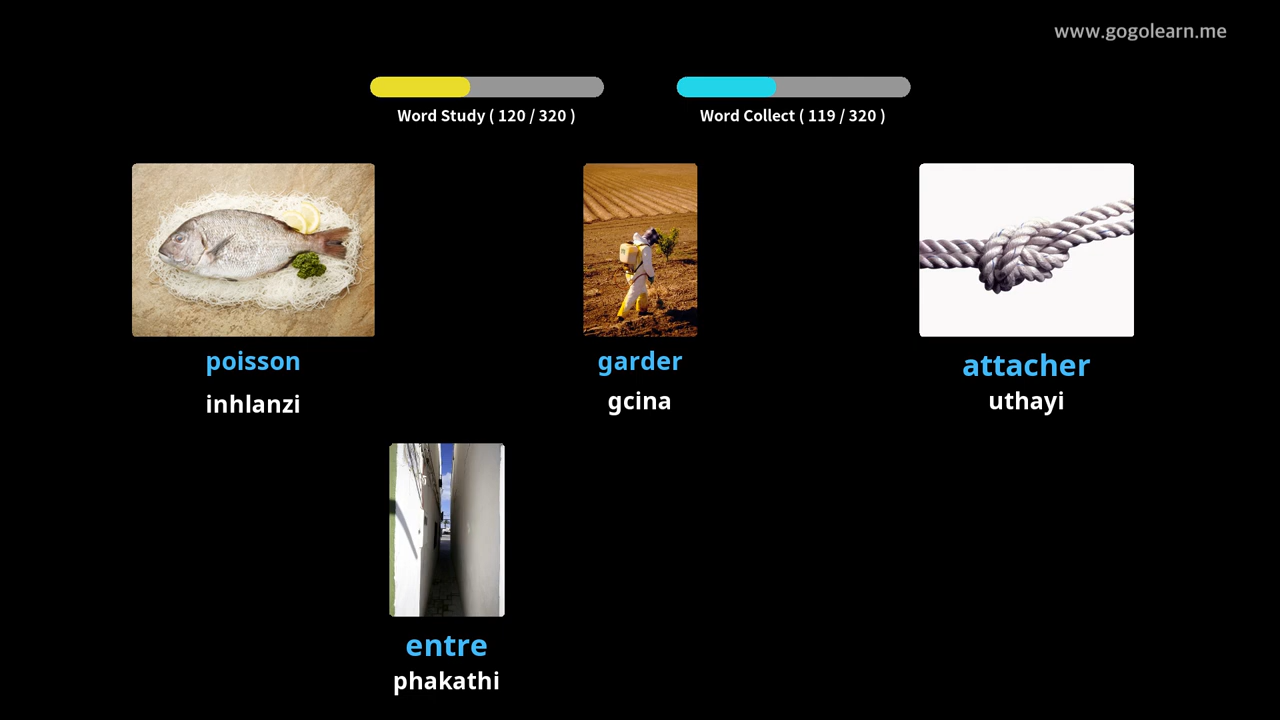 www.gogolearn.me
Word Study ( 120 / 320 )
Word Collect ( 119 / 320 )
poisson
inhlanzi
garder
gcina
attacher
uthayi
entre
phakathi